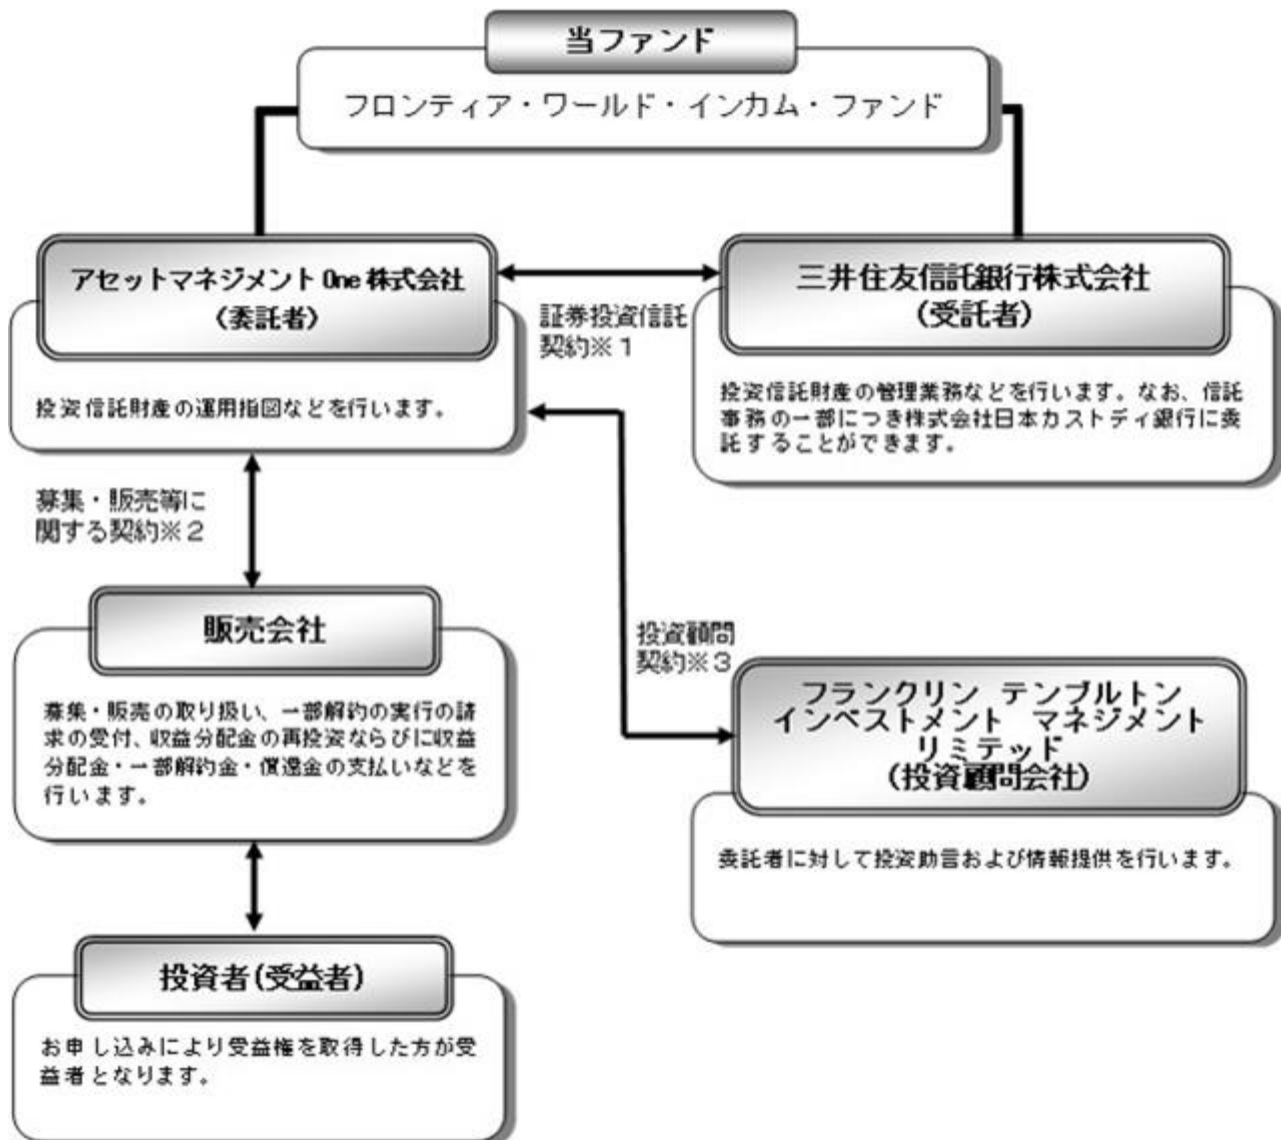 当ファンド
フロンティア・ワールド・インカム・ファンド
アセットマネジメント One 株式会社
(委託者)
投資信託財産の運用指図などを行います。
証券投資信託
契約※1
三井住友信託銀行株式会社
(受託者)
投資信託財産の管理業務などを行います。なお、信託
事務の一部につき株式会社日本カストディ銀行に委
託することができます。
募集・販売等に
関する契約※2
販売会社
募集・販売の取り扱い、一部解約の実行の請
求の受付、収益分配金の再投資ならびに収益
分配金・一部解約金・償還金の支払いなどを
行います。
投資顧問
契約※3
フランクリン テンプルトン
インベストメント マネジメント
リミテッド
(投資顧問会社)
委託者に対して投資助言および情報提供を行います。
投資者(受益者)
お申し込みにより受益権を取得した方が受
益者となります。